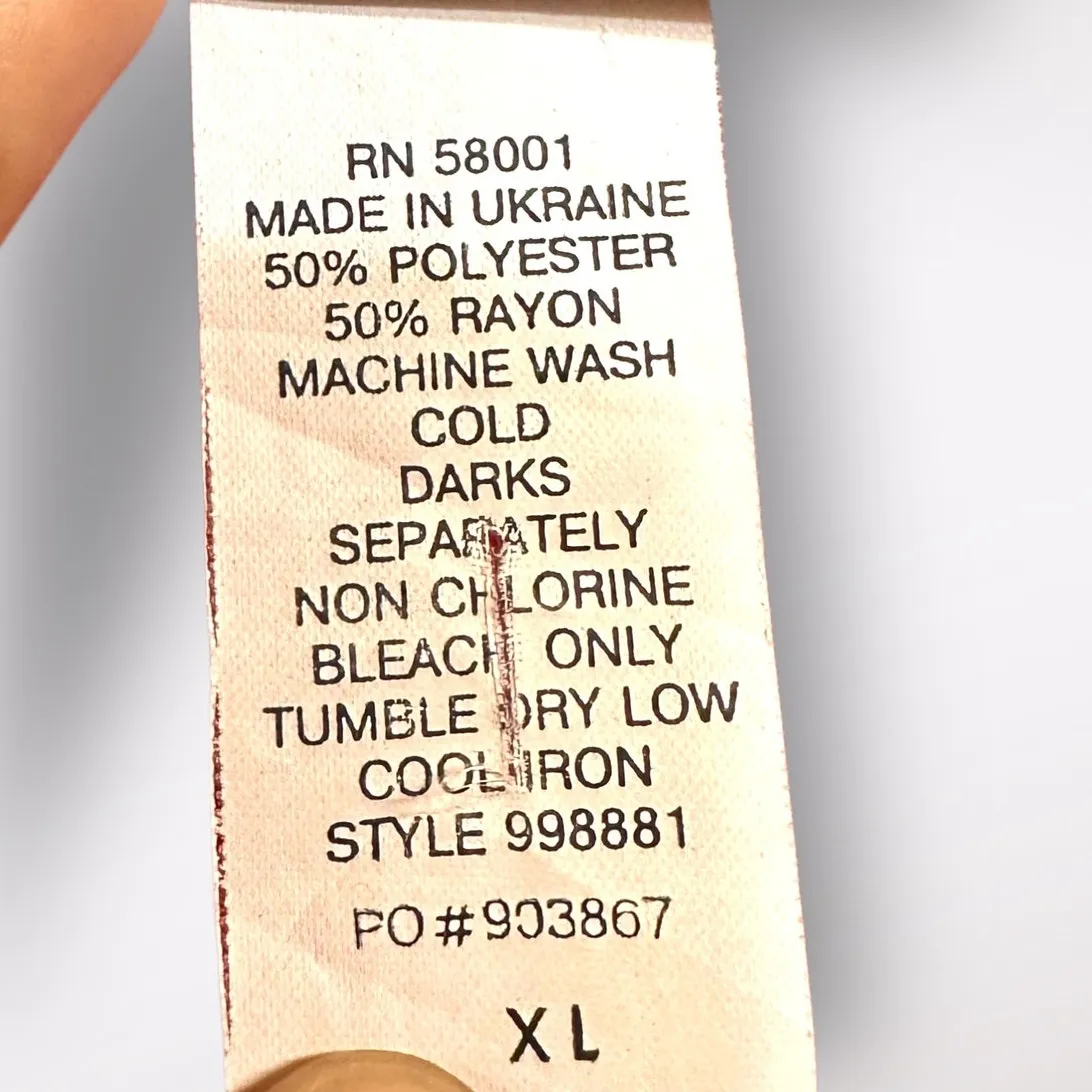 RN 58001
MADE IN UKRAINE
50% POLYESTER
50% RAYON
MACHINE WASH
COLD
DARKS
SEPARATELY
NON CHLORINE
BLEACH ONLY
TUMBLE DRY LOW
COOL IRON
STYLE 998881
PO#903867
XL